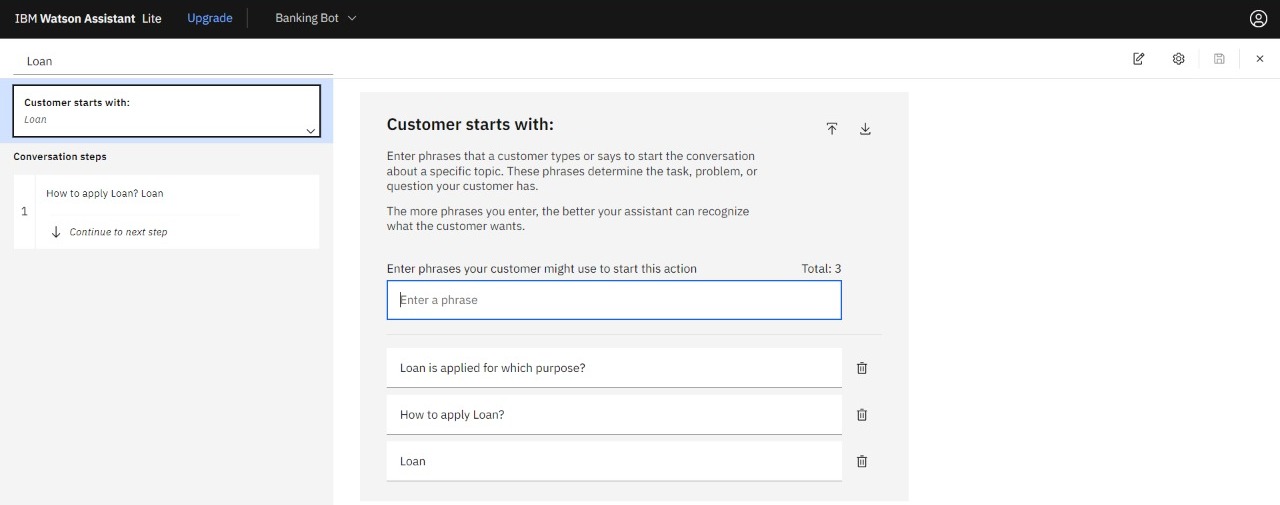 IBM Watson Assistant Lite Upgrade Banking Bot
Loan
Customer starts with:
Loan
Conversation steps
1
How to apply Loan? Loan
Continue to next step
Customer starts with:
Enter phrases that a customer types or says to start the conversation
about a specific topic. These phrases determine the task, problem, or
question your customer has.
The more phrases you enter, the better your assistant can recognize
what the customer wants.
Enter phrases your customer might use to start this action Total: 3
Enter a phrase
Loan is applied for which purpose?
How to apply Loan?
Loan